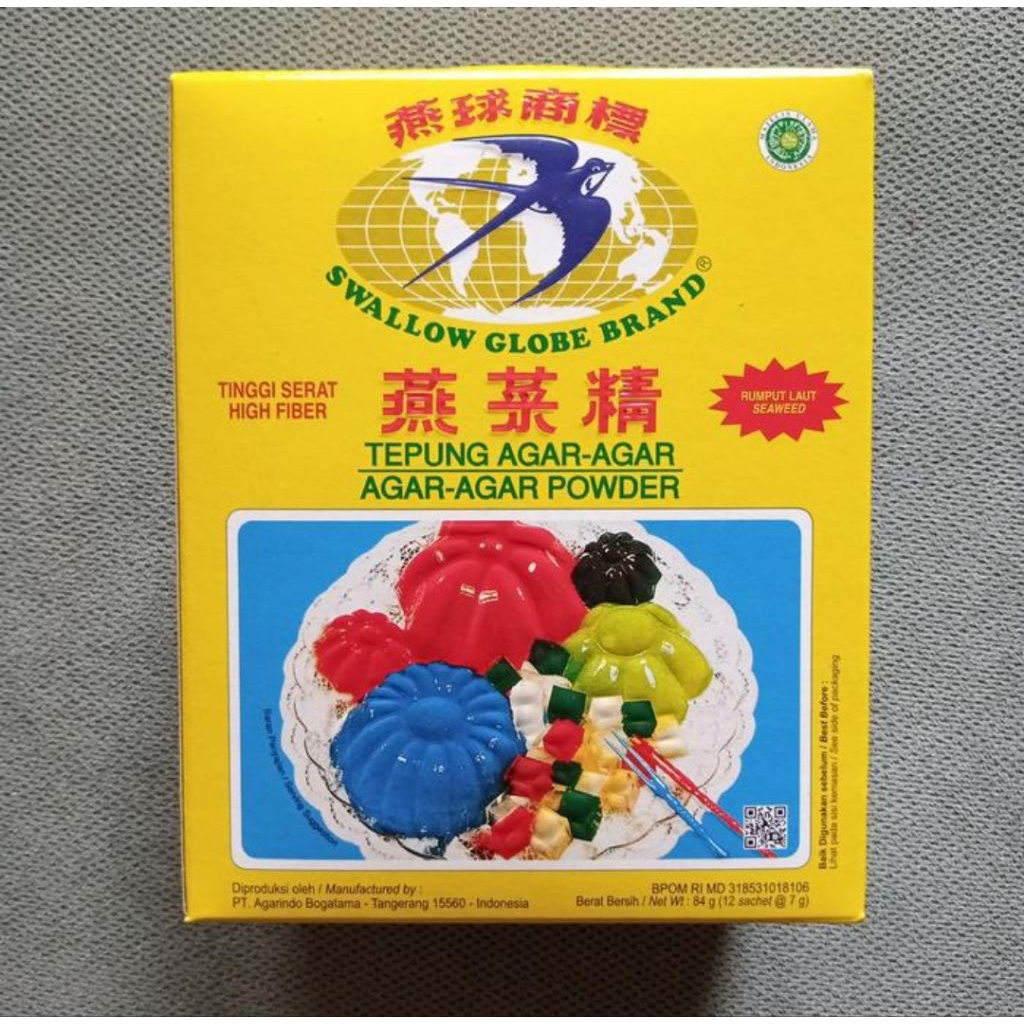 燕球商標
MAJELIS ULAMA
INDONESIA
SWALLOW GLOBE BRAND®
TINGGI SERAT
HIGH FIBER
燕菜精
RUMPUT LAUT
SEAWEED
TEPUNG AGAR-AGAR
AGAR-AGAR POWDER
Saran Penyajian / Serving Suggestion
Baik Digunakan sebelum / Best Before :
Lihat pada sisi kemasan / See side of packaging
Diproduksi oleh / Manufactured by :
PT. Agarindo Bogatama - Tangerang 15560 - Indonesia
BPOM RI MD 318531018106
Berat Bersih / Net Wt : 84 g (12 sachet @ 7 g)